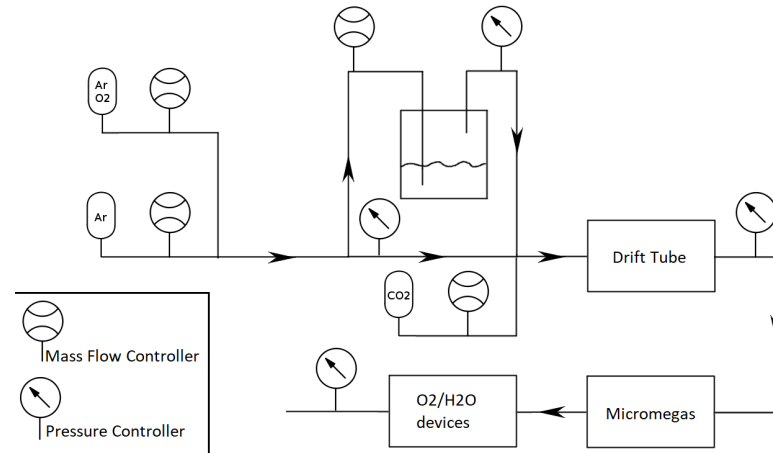 Ar
O2
Ar
CO2
Drift Tube
Mass Flow Controller
Pressure Controller
O2/H2O
devices
Micromegas